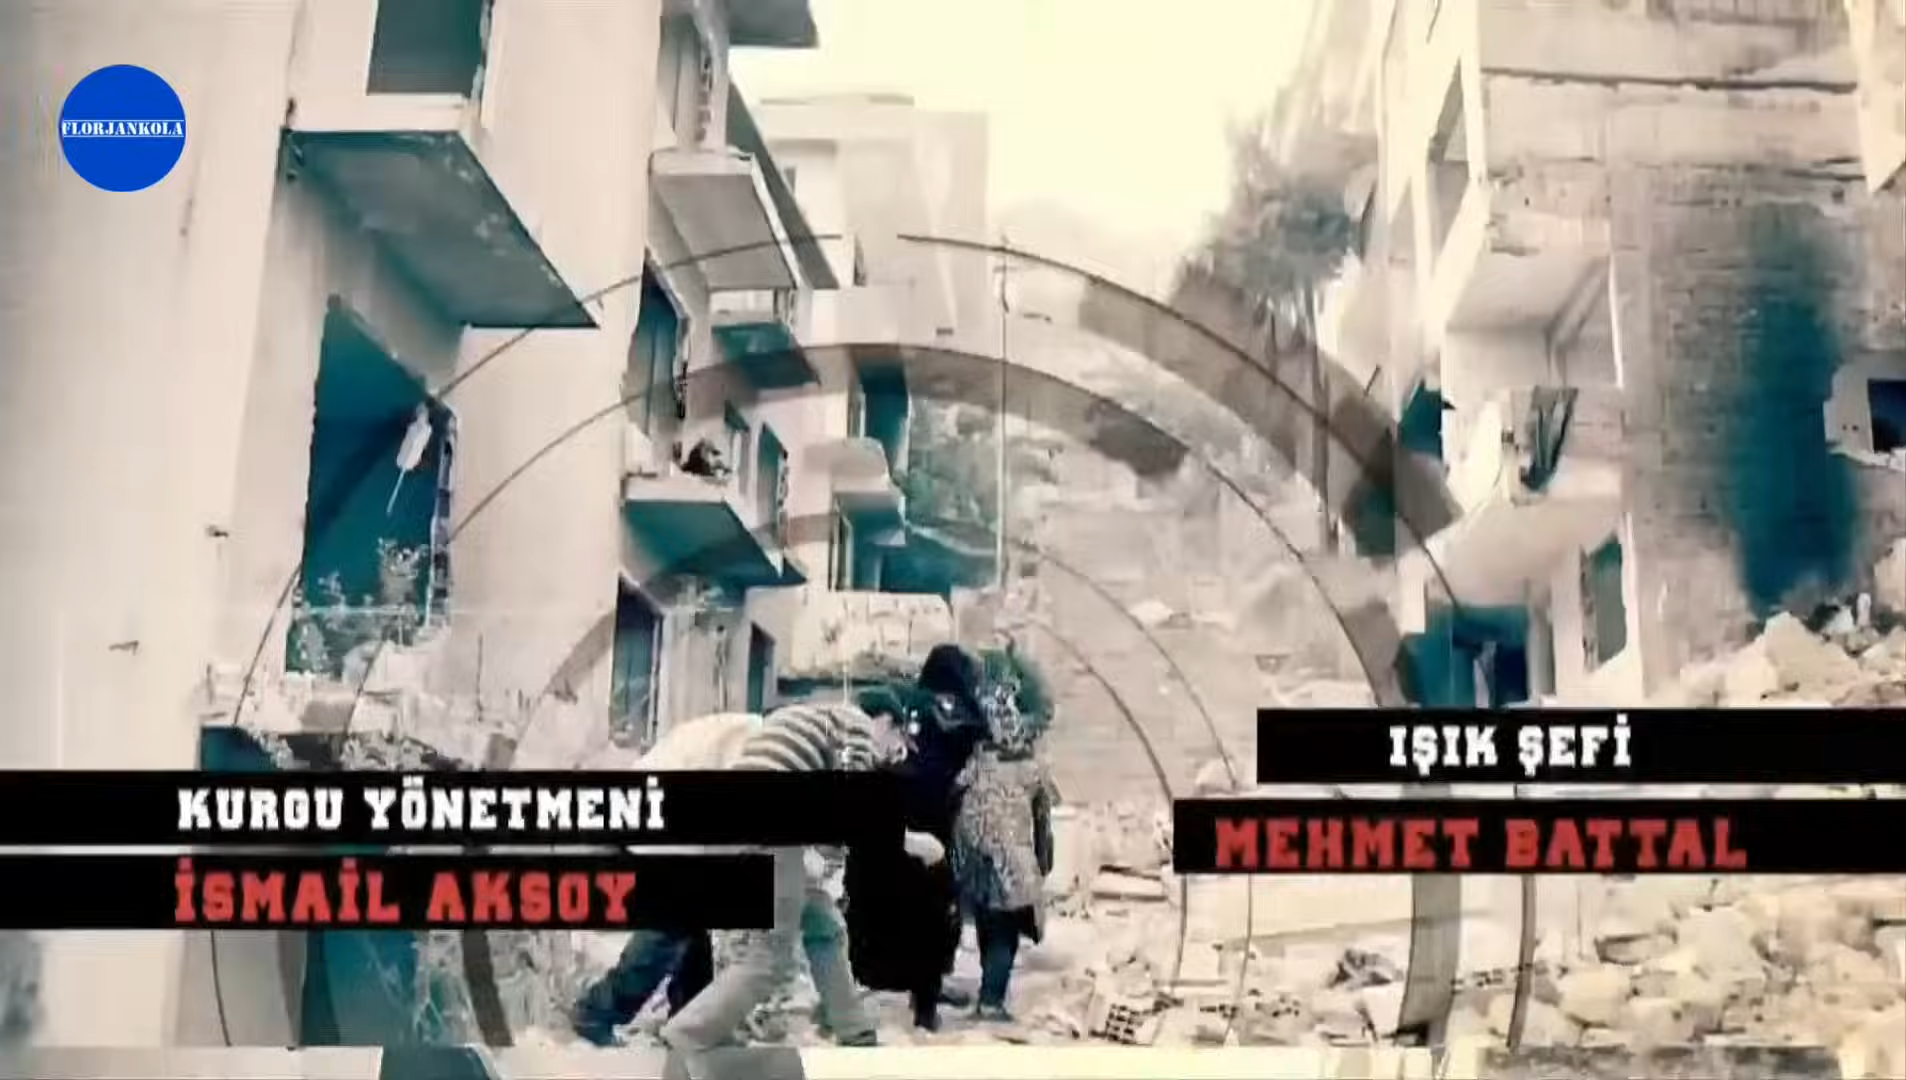 FLORJANKOLA
KURGU YÖNETMENİ
İSMAİL AKSOY
IŞIK ŞEFİ
MEHMET BATTAL